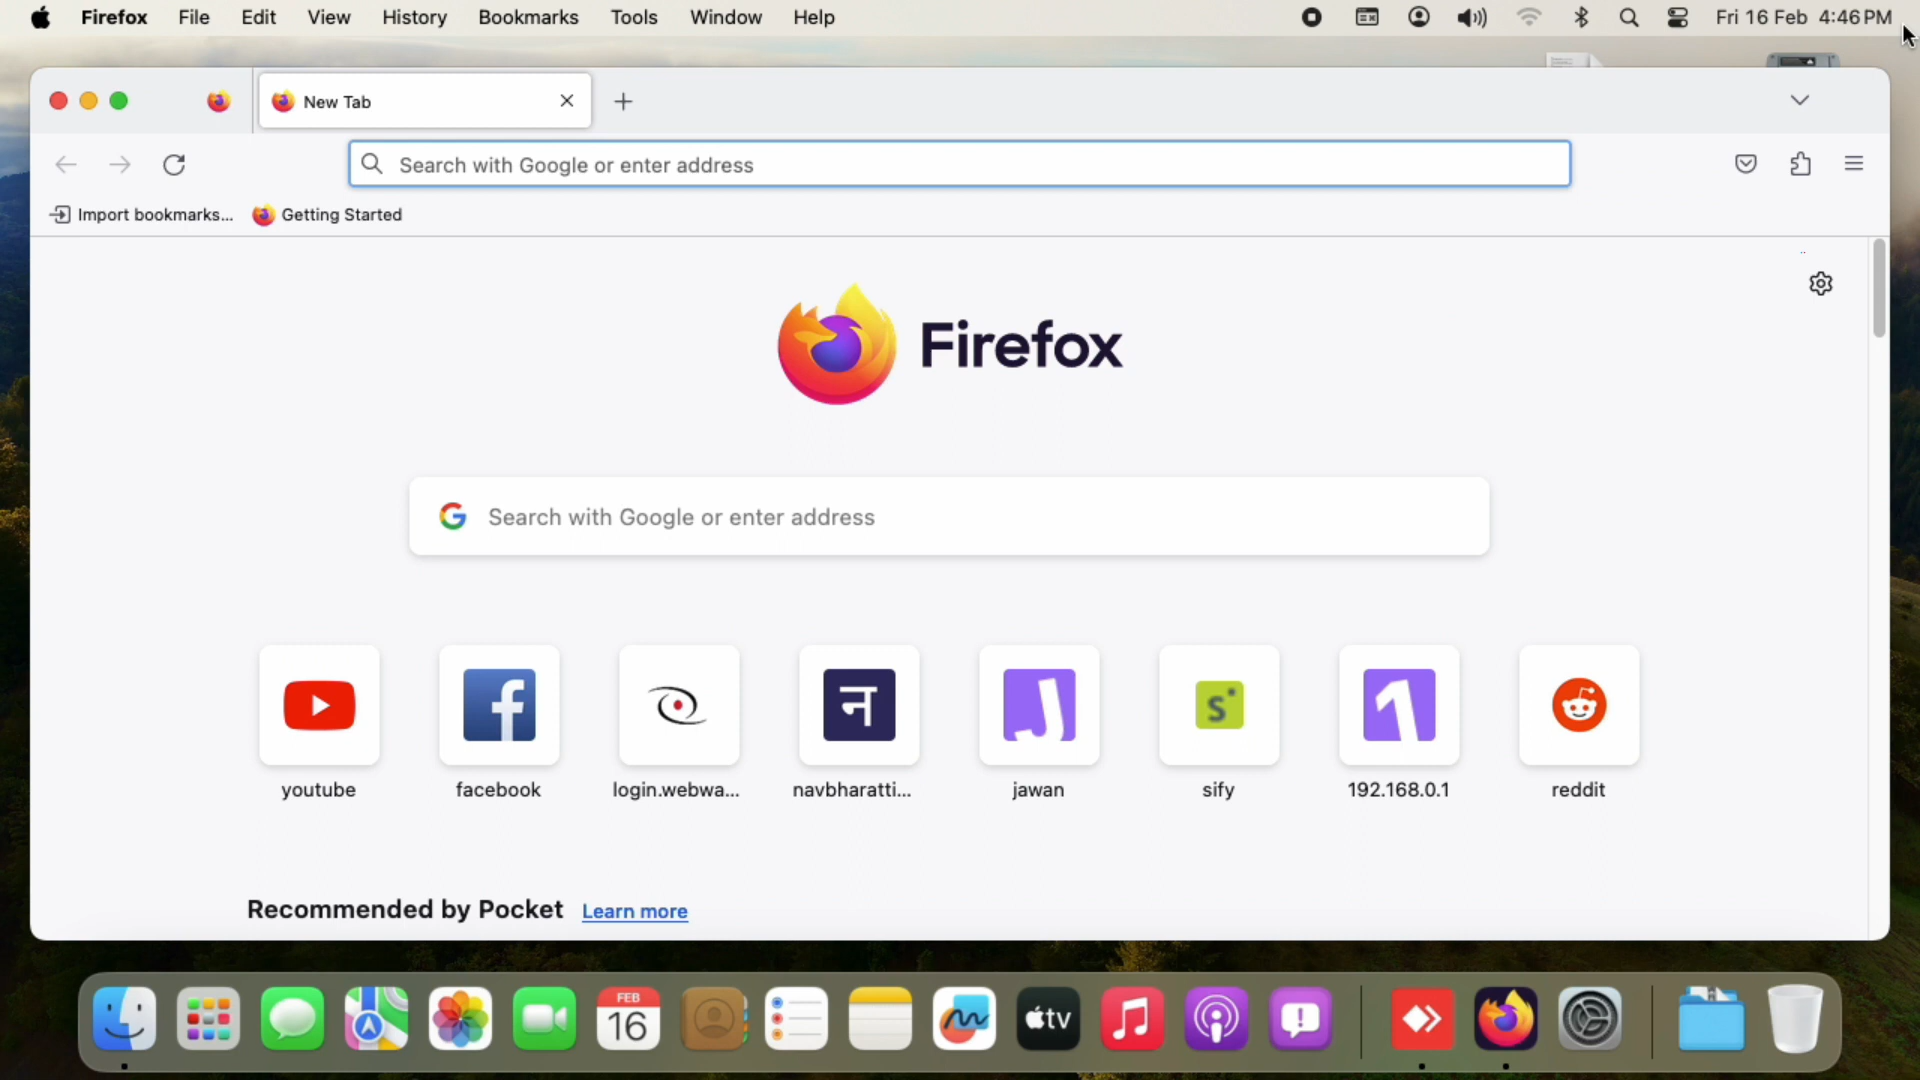 Firefox File Edit View History Bookmarks Tools Window Help Fri 16 Feb 4:46 PM
New Tab
Search with Google or enter address
Import bookmarks... Getting Started
Firefox
Search with Google or enter address
न
youtube facebook login.webwa... navbharatti... jawan sify 192.168.0.1 reddit
Recommended by Pocket Learn more
FEB
16
tv